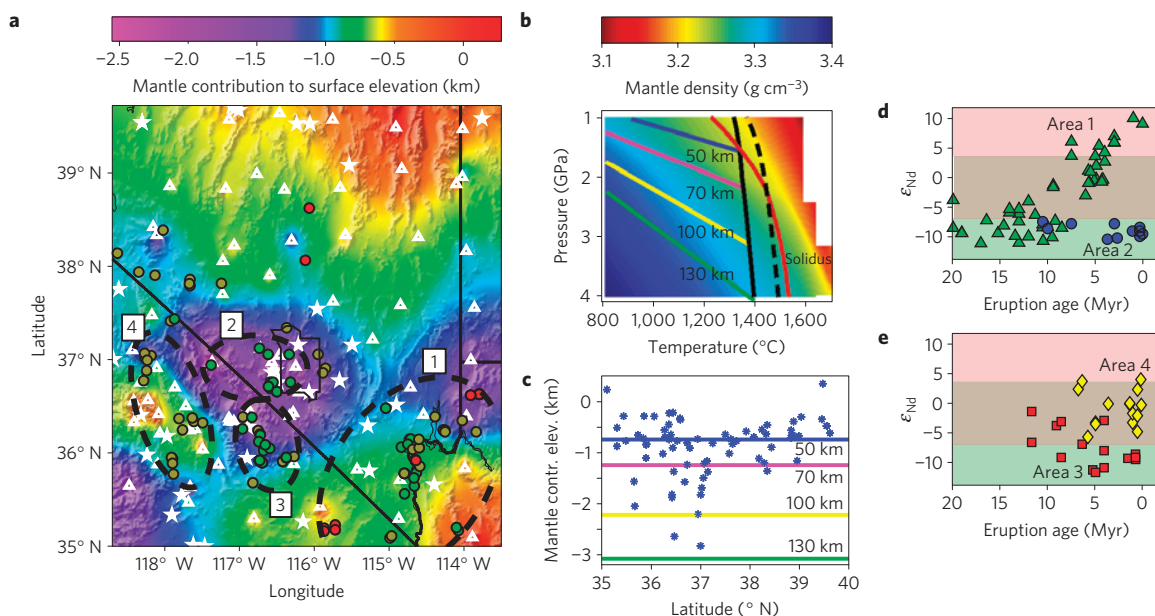 a
−2.5 −2.0 −1.5 −1.0 −0.5 0
Mantle contribution to surface elevation (km)
39° N
38° N
37° N
36° N
35° N
Latitude
118° W 117° W 116° W 115° W 114° W
Longitude
1
2
3
4
b
3.1 3.2 3.3 3.4
Mantle density (g cm−3)
1
2
3
4
Pressure (GPa)
50 km
70 km
100 km
130 km
Solidus
800 1,000 1,200 1,400 1,600
Temperature (°C)
c
0
−1
−2
−3
Mantle contr. elev. (km)
50 km
70 km
100 km
130 km
35 36 37 38 39 40
Latitude (° N)
d
10
5
0
−5
−10
εNd
Area 1
Area 2
20 15 10 5 0
Eruption age (Myr)
e
10
5
0
−5
−10
εNd
Area 4
Area 3
20 15 10 5 0
Eruption age (Myr)